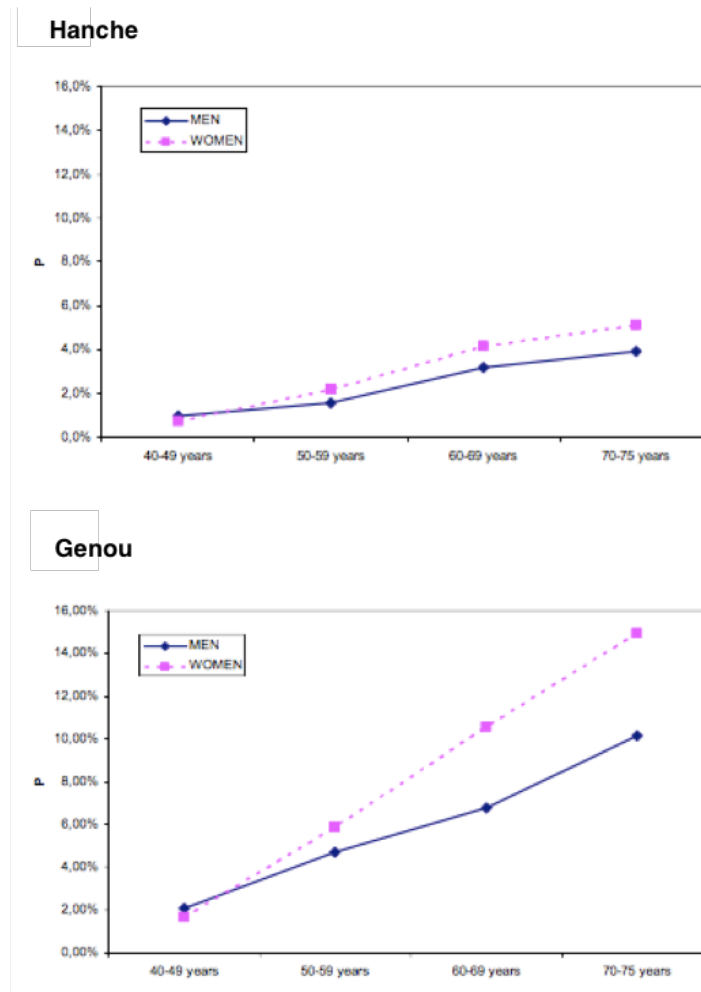 Hanche
16,0%
14,0%
12,0%
10,0%
P 8,0%
6,0%
4,0%
2,0%
0,0%
MEN
WOMEN
40-49 years 50-59 years 60-69 years 70-75 years
Genou
16,00%
14,00%
12,00%
10,00%
P 8,00%
6,00%
4,00%
2,00%
0,00%
MEN
WOMEN
40-49 years 50-59 years 60-69 years 70-75 years